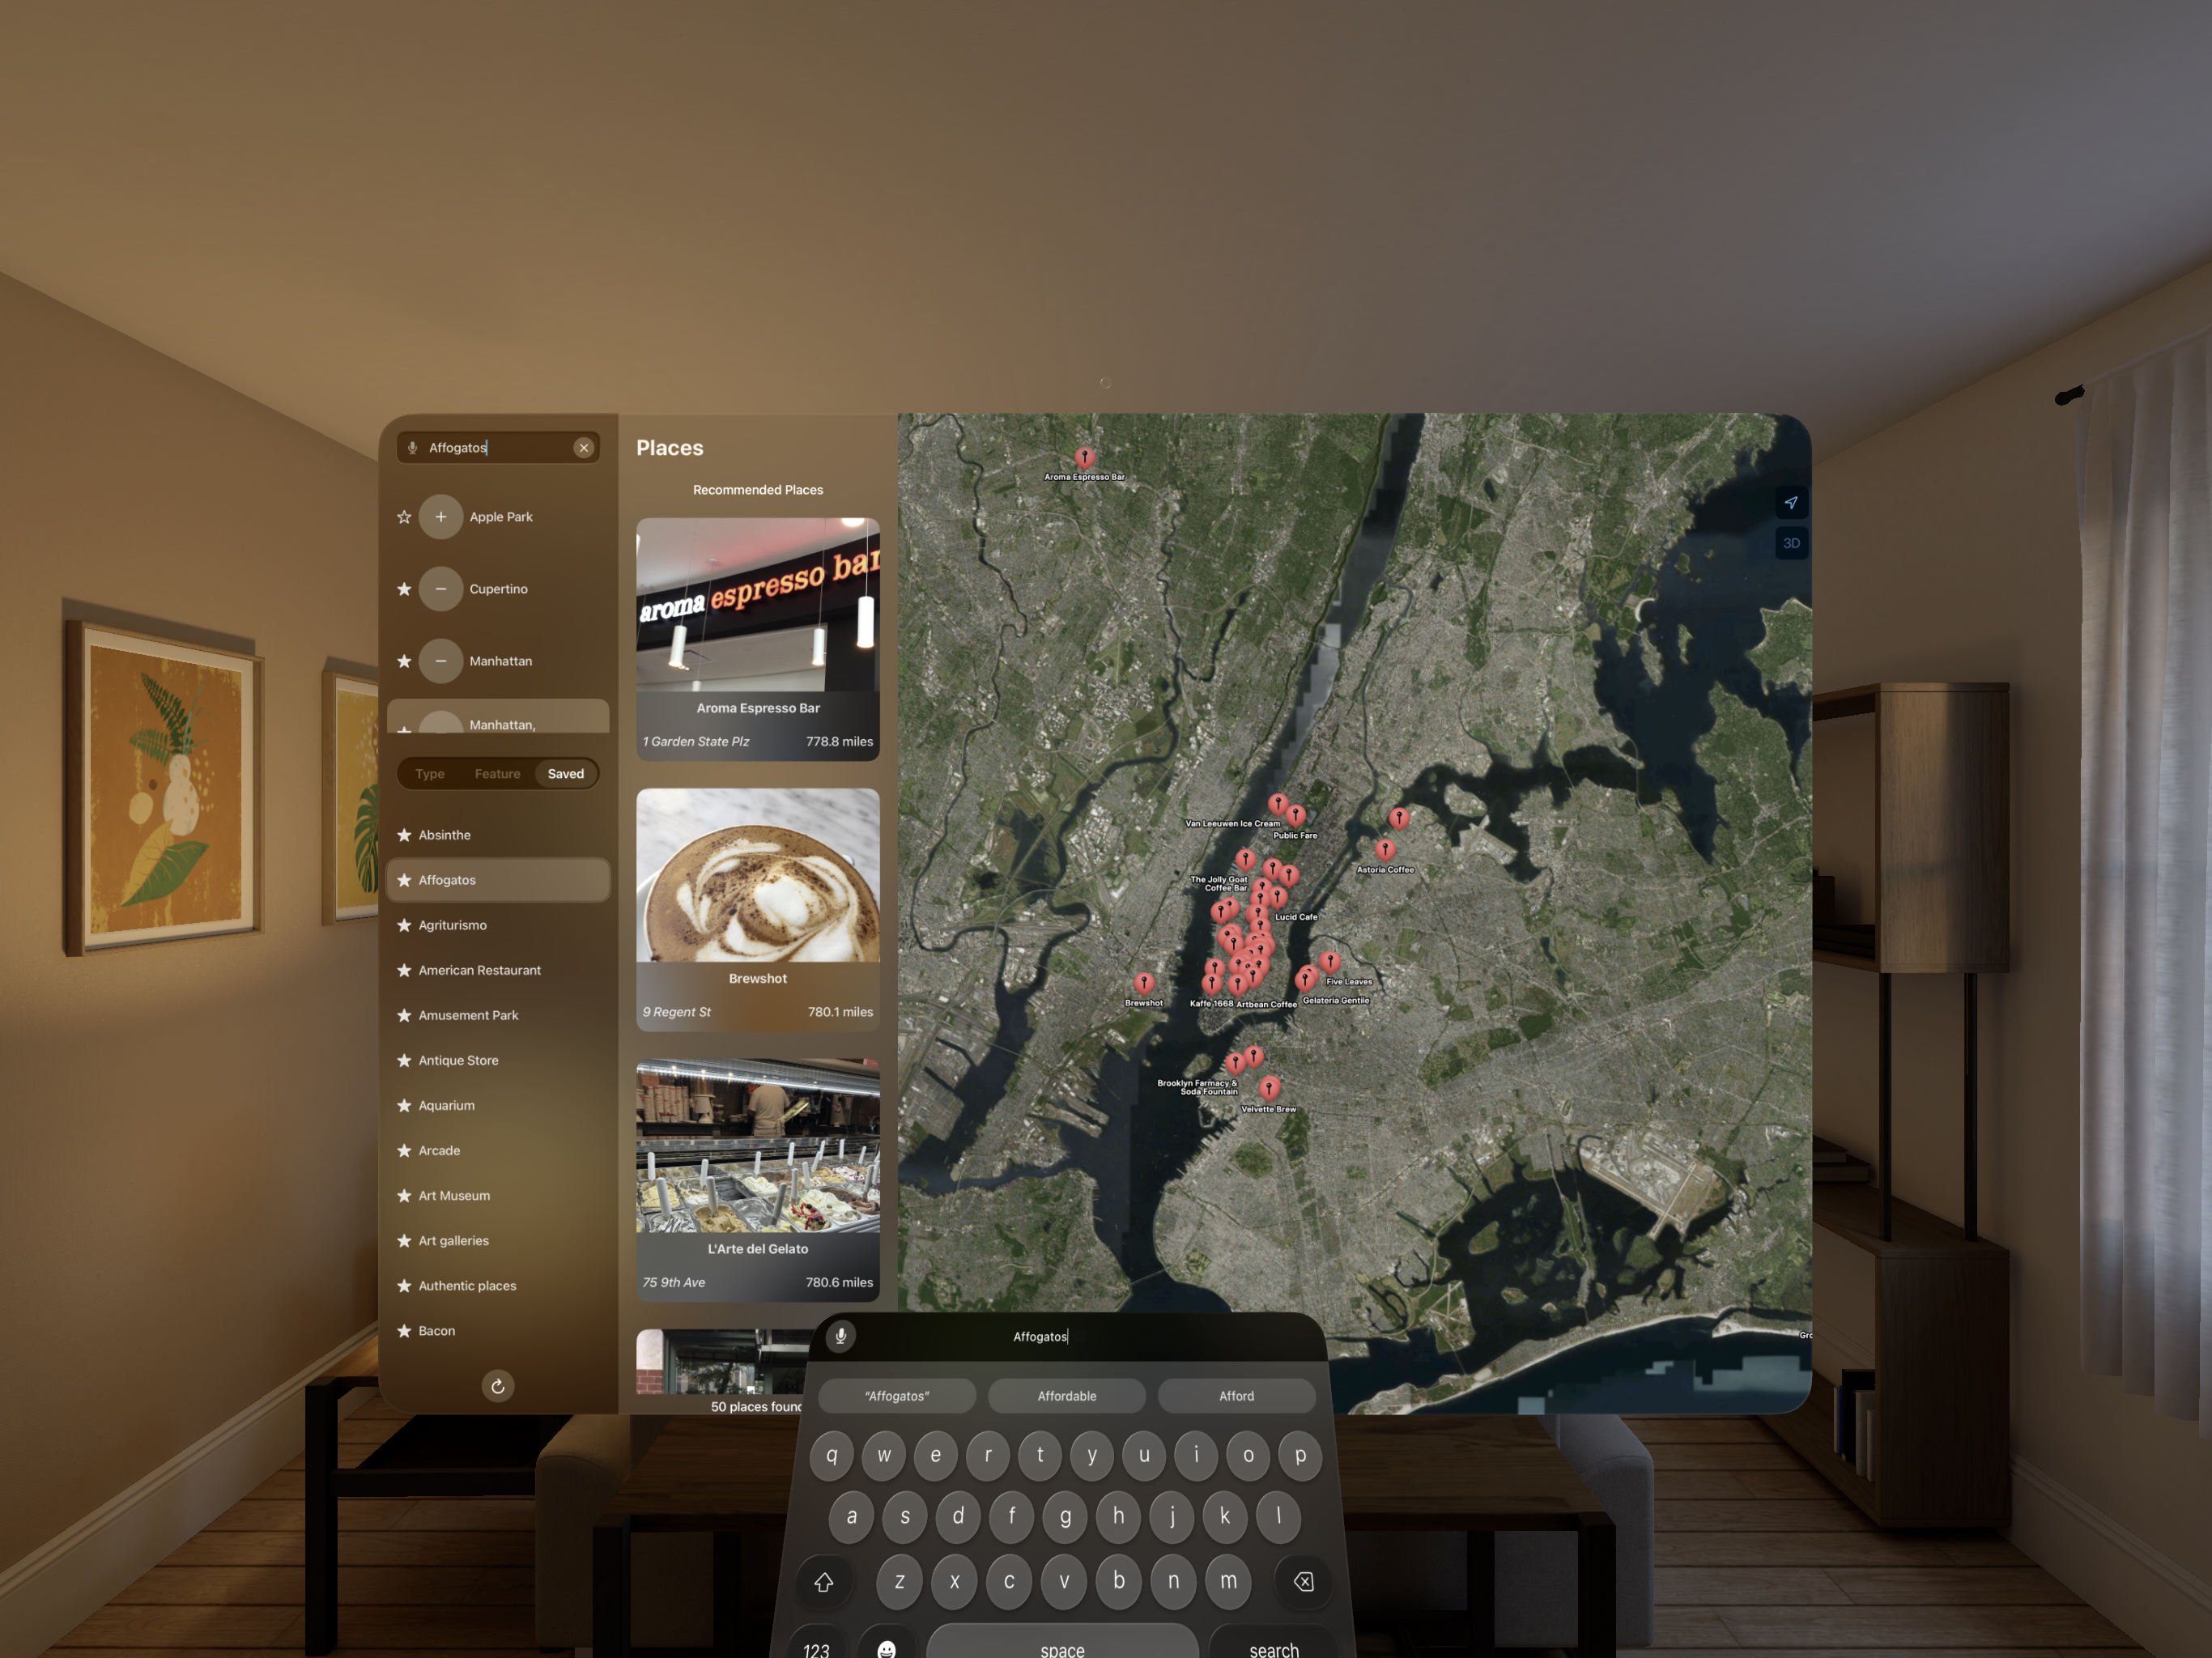 Affogatos
Apple Park
Cupertino
Manhattan
Manhattan,
Type
Feature
Saved
Absinthe
Affogatos
Agriturismo
American Restaurant
Amusement Park
Antique Store
Aquarium
Arcade
Art Museum
Art galleries
Authentic places
Bacon
Places
Recommended Places
aroma espresso bar
Aroma Espresso Bar
1 Garden State Plz
778.8 miles
Brewshot
9 Regent St
780.1 miles
L'Arte del Gelato
75 9th Ave
780.6 miles
50 places found
Aroma Espresso Bar
3D
Van Leeuwen Ice Cream
Public Fare
Astoria Coffee
The Jolly Goat
Coffee Bar
Lucid Cafe
Five Leaves
Brewshot
Kaffe 1668
Artbean Coffee
Gelateria Gentile
Brooklyn Farmacy &
Soda Fountain
Velvette Brew
Affogatos
"Affogatos"
Affordable
Afford
q w e r t y u i o p
a s d f g h j k l
z x c v b n m
123
space
search